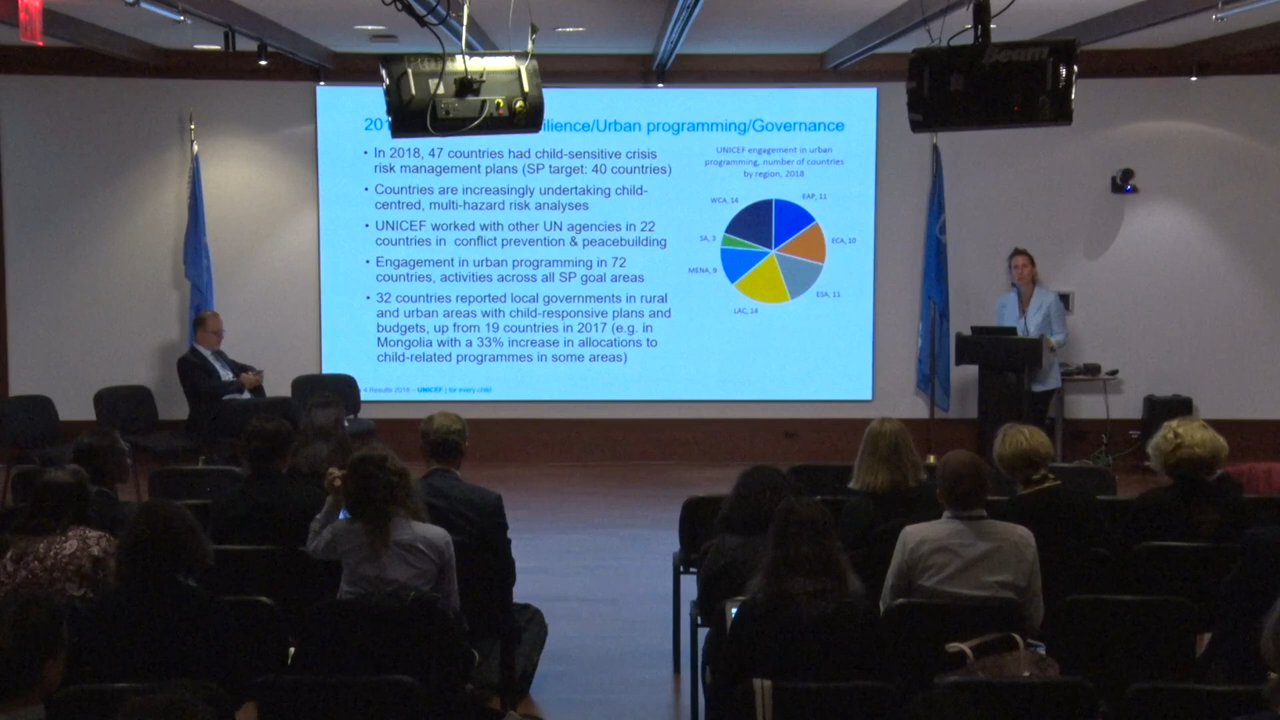 ilience/Urban programming/Governance
• In 2018, 47 countries had child-sensitive crisis
risk management plans (SP target: 40 countries)
• Countries are increasingly undertaking child-
centred, multi-hazard risk analyses
• UNICEF worked with other UN agencies in 22
countries in conflict prevention & peacebuilding
• Engagement in urban programming in 72
countries, activities across all SP goal areas
• 32 countries reported local governments in rural
and urban areas with child-responsive plans and
budgets, up from 19 countries in 2017 (e.g. in
Mongolia with a 33% increase in allocations to
child-related programmes in some areas)
UNICEF engagement in urban
programming, number of countries
by region, 2018
WCA, 14
EAP, 11
SA, 3
ECA, 10
MENA, 9
ESA, 11
LAC, 14
4 Results 2018 – UNICEF | for every child
Beam